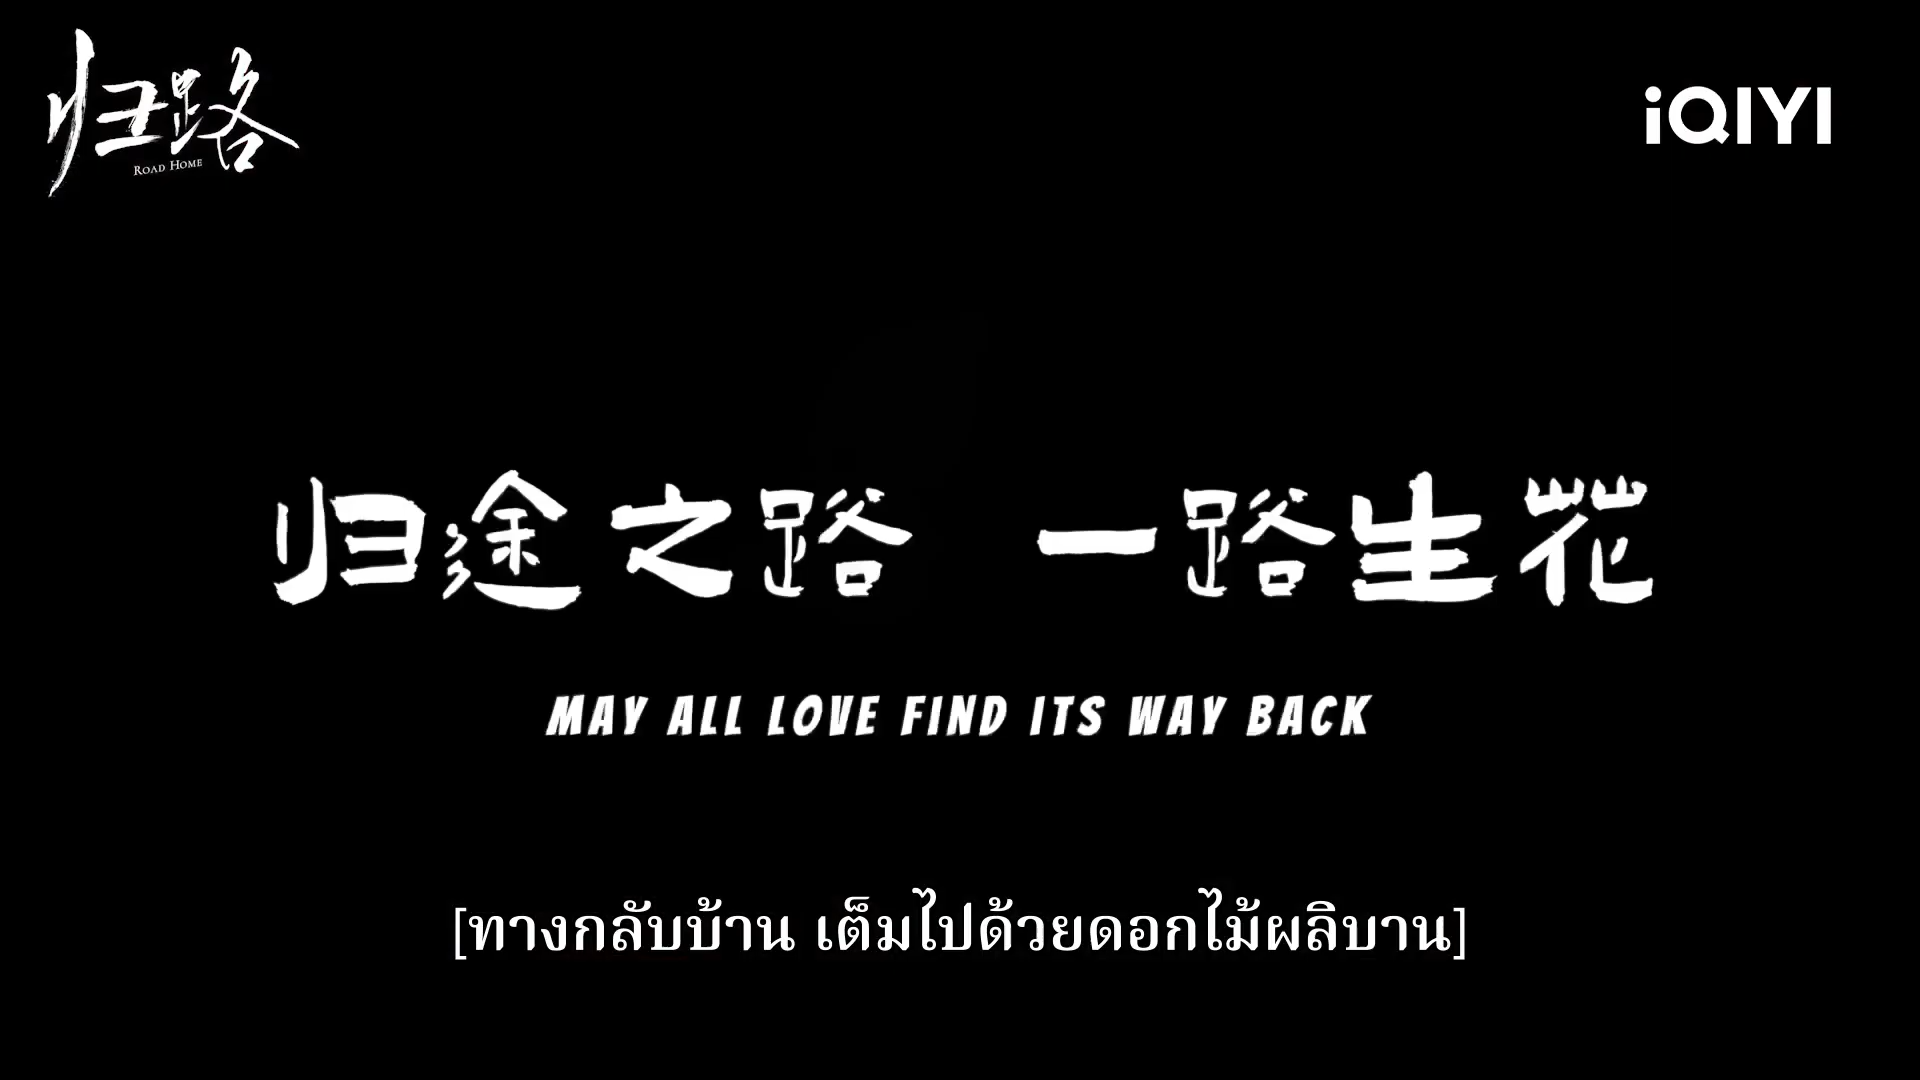 归路
ROAD HOME
iQIYI
归途之路 一路生花
MAY ALL LOVE FIND ITS WAY BACK
[ทางกลับบ้าน เต็มไปด้วยดอกไม้ผลิบาน]